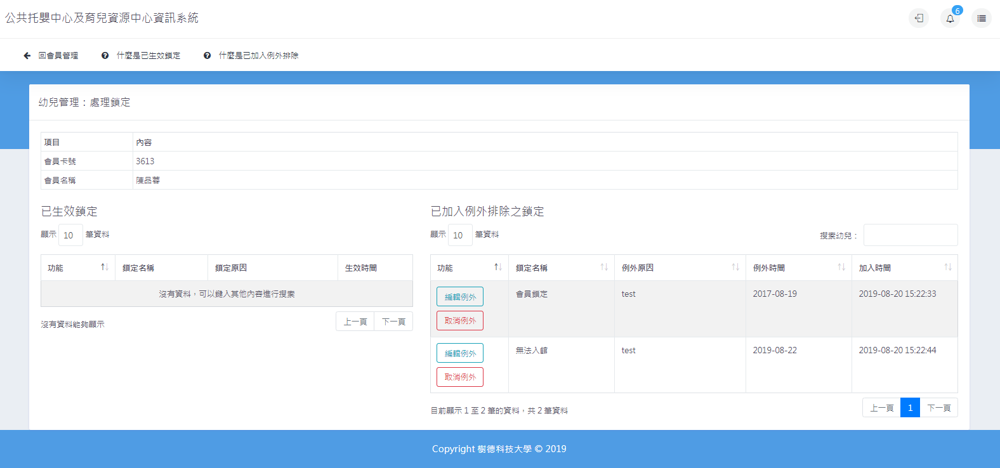 公共托嬰中心及育兒資源中心資訊系統
6
回會員管理 什麼是已生效鎖定 什麼是已加入例外排除
幼兒管理：處理鎖定
項目 內容
會員卡號 3613
會員名稱 陳品蓉
已生效鎖定
顯示 10 筆資料
功能 鎖定名稱 鎖定原因 生效時間
沒有資料，可以鍵入其他內容進行搜索
沒有資料能夠顯示
上一頁 下一頁
已加入例外排除之鎖定
顯示 10 筆資料
搜索幼兒：
功能 鎖定名稱 例外原因 例外時間 加入時間
編輯例外 會員鎖定 test 2017-08-19 2019-08-20 15:22:33
取消例外
編輯例外 無法入館 test 2019-08-22 2019-08-20 15:22:44
取消例外
目前顯示 1 至 2 筆的資料，共 2 筆資料
上一頁 1 下一頁
Copyright 樹德科技大學 © 2019